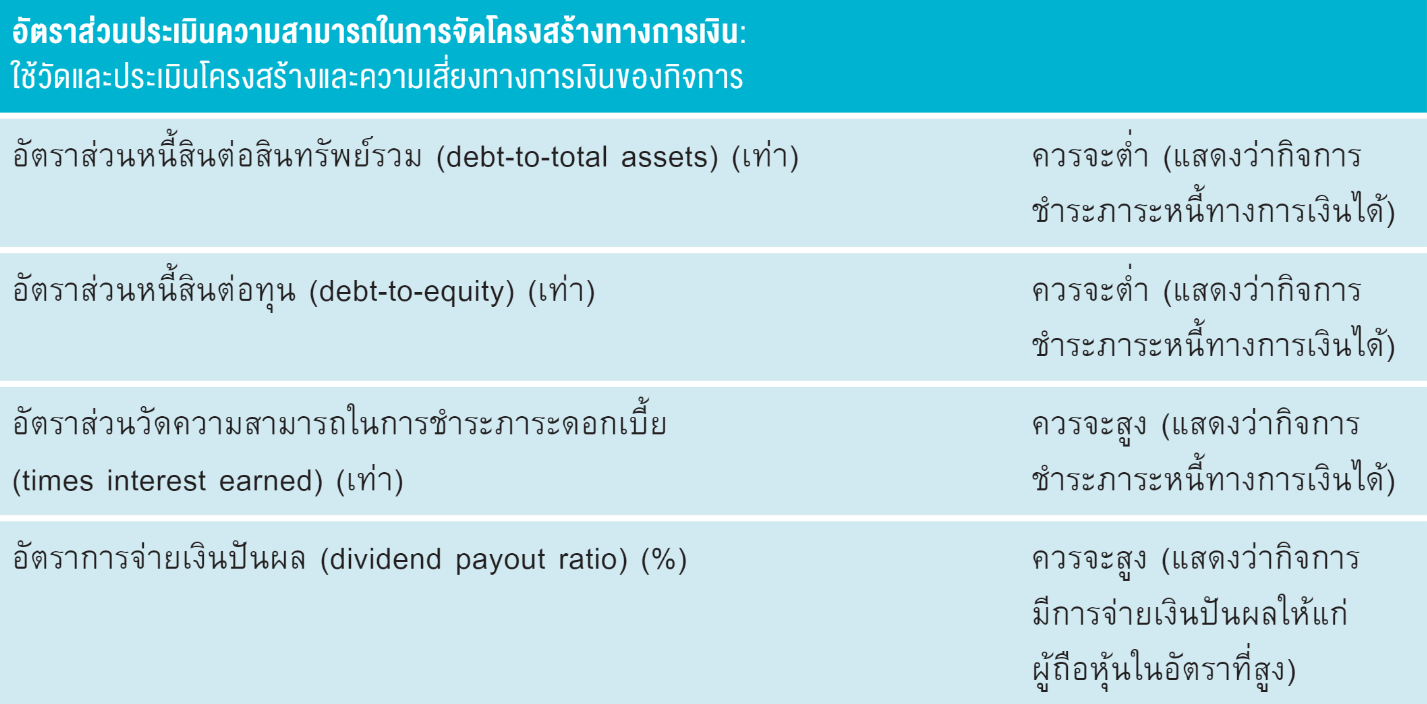 อัตราส่วนประเมินความสามารถในการจัดโครงสร้างทางการเงิน:
ใช้วัดและประเมินโครงสร้างและความเสี่ยงทางการเงินของกิจการ
อัตราส่วนหนี้สินต่อสินทรัพย์รวม (debt-to-total assets) (เท่า)
ควรจะต่ำ (แสดงว่ากิจการ
ชำระภาระหนี้ทางการเงินได้)
อัตราส่วนหนี้สินต่อทุน (debt-to-equity) (เท่า)
ควรจะต่ำ (แสดงว่ากิจการ
ชำระภาระหนี้ทางการเงินได้)
อัตราส่วนวัดความสามารถในการชำระภาระดอกเบี้ย
(times interest earned) (เท่า)
ควรจะสูง (แสดงว่ากิจการ
ชำระภาระหนี้ทางการเงินได้)
อัตราการจ่ายเงินปันผล (dividend payout ratio) (%)
ควรจะสูง (แสดงว่ากิจการ
มีการจ่ายเงินปันผลให้แก่
ผู้ถือหุ้นในอัตราที่สูง)